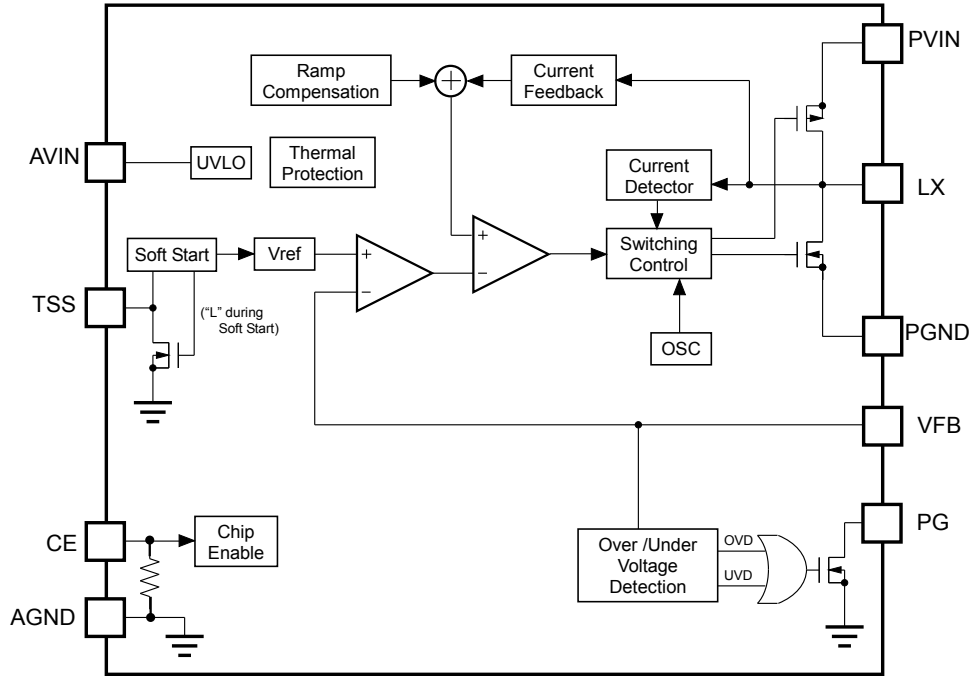 PVIN
Ramp
Compensation
+
Current
Feedback
AVIN
UVLO
Thermal
Protection
Current
Detector
LX
Soft Start
Vref
+
−
+
−
Switching
Control
TSS
("L" during
Soft Start)
OSC
PGND
VFB
CE
Chip
Enable
PG
Over /Under
Voltage
Detection
OVD
UVD
AGND